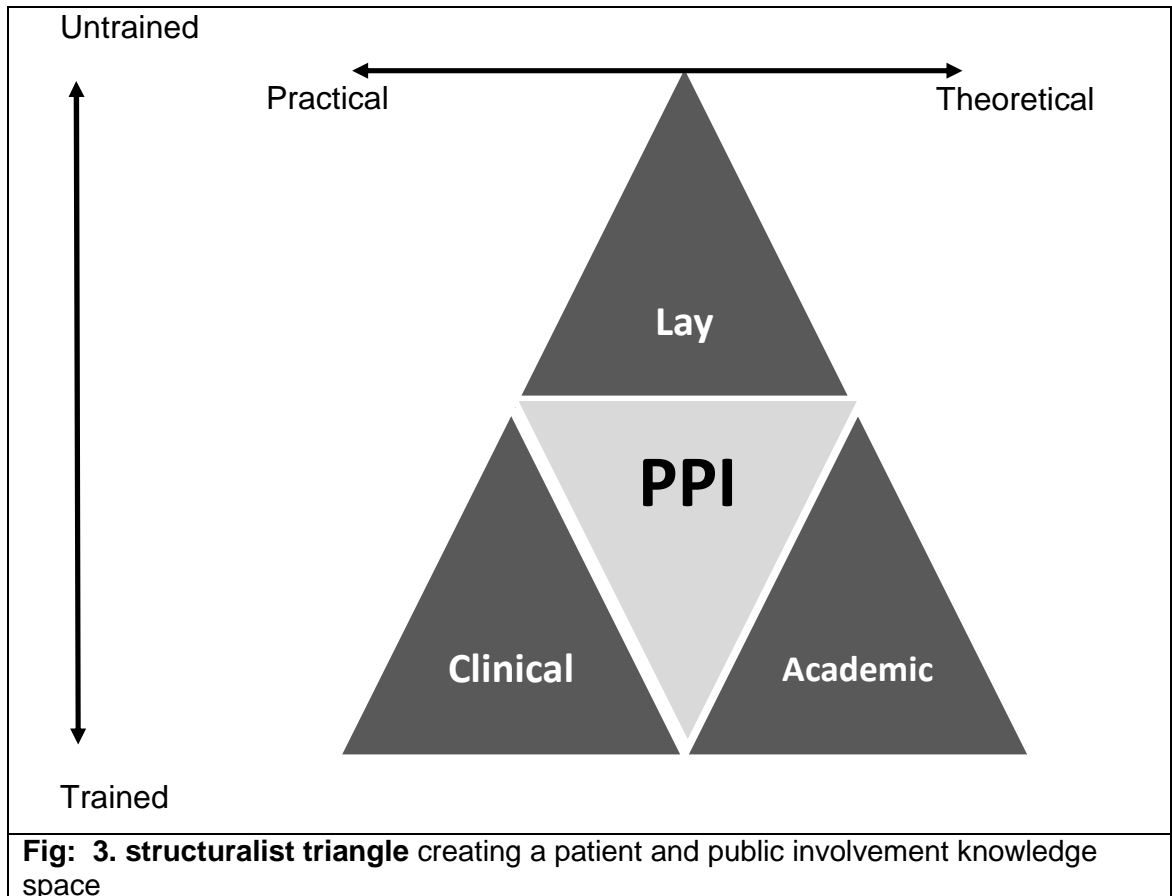 Untrained
Practical
Theoretical
Lay
PPI
Clinical
Academic
Trained
Fig: 3. structuralist triangle creating a patient and public involvement knowledge
space